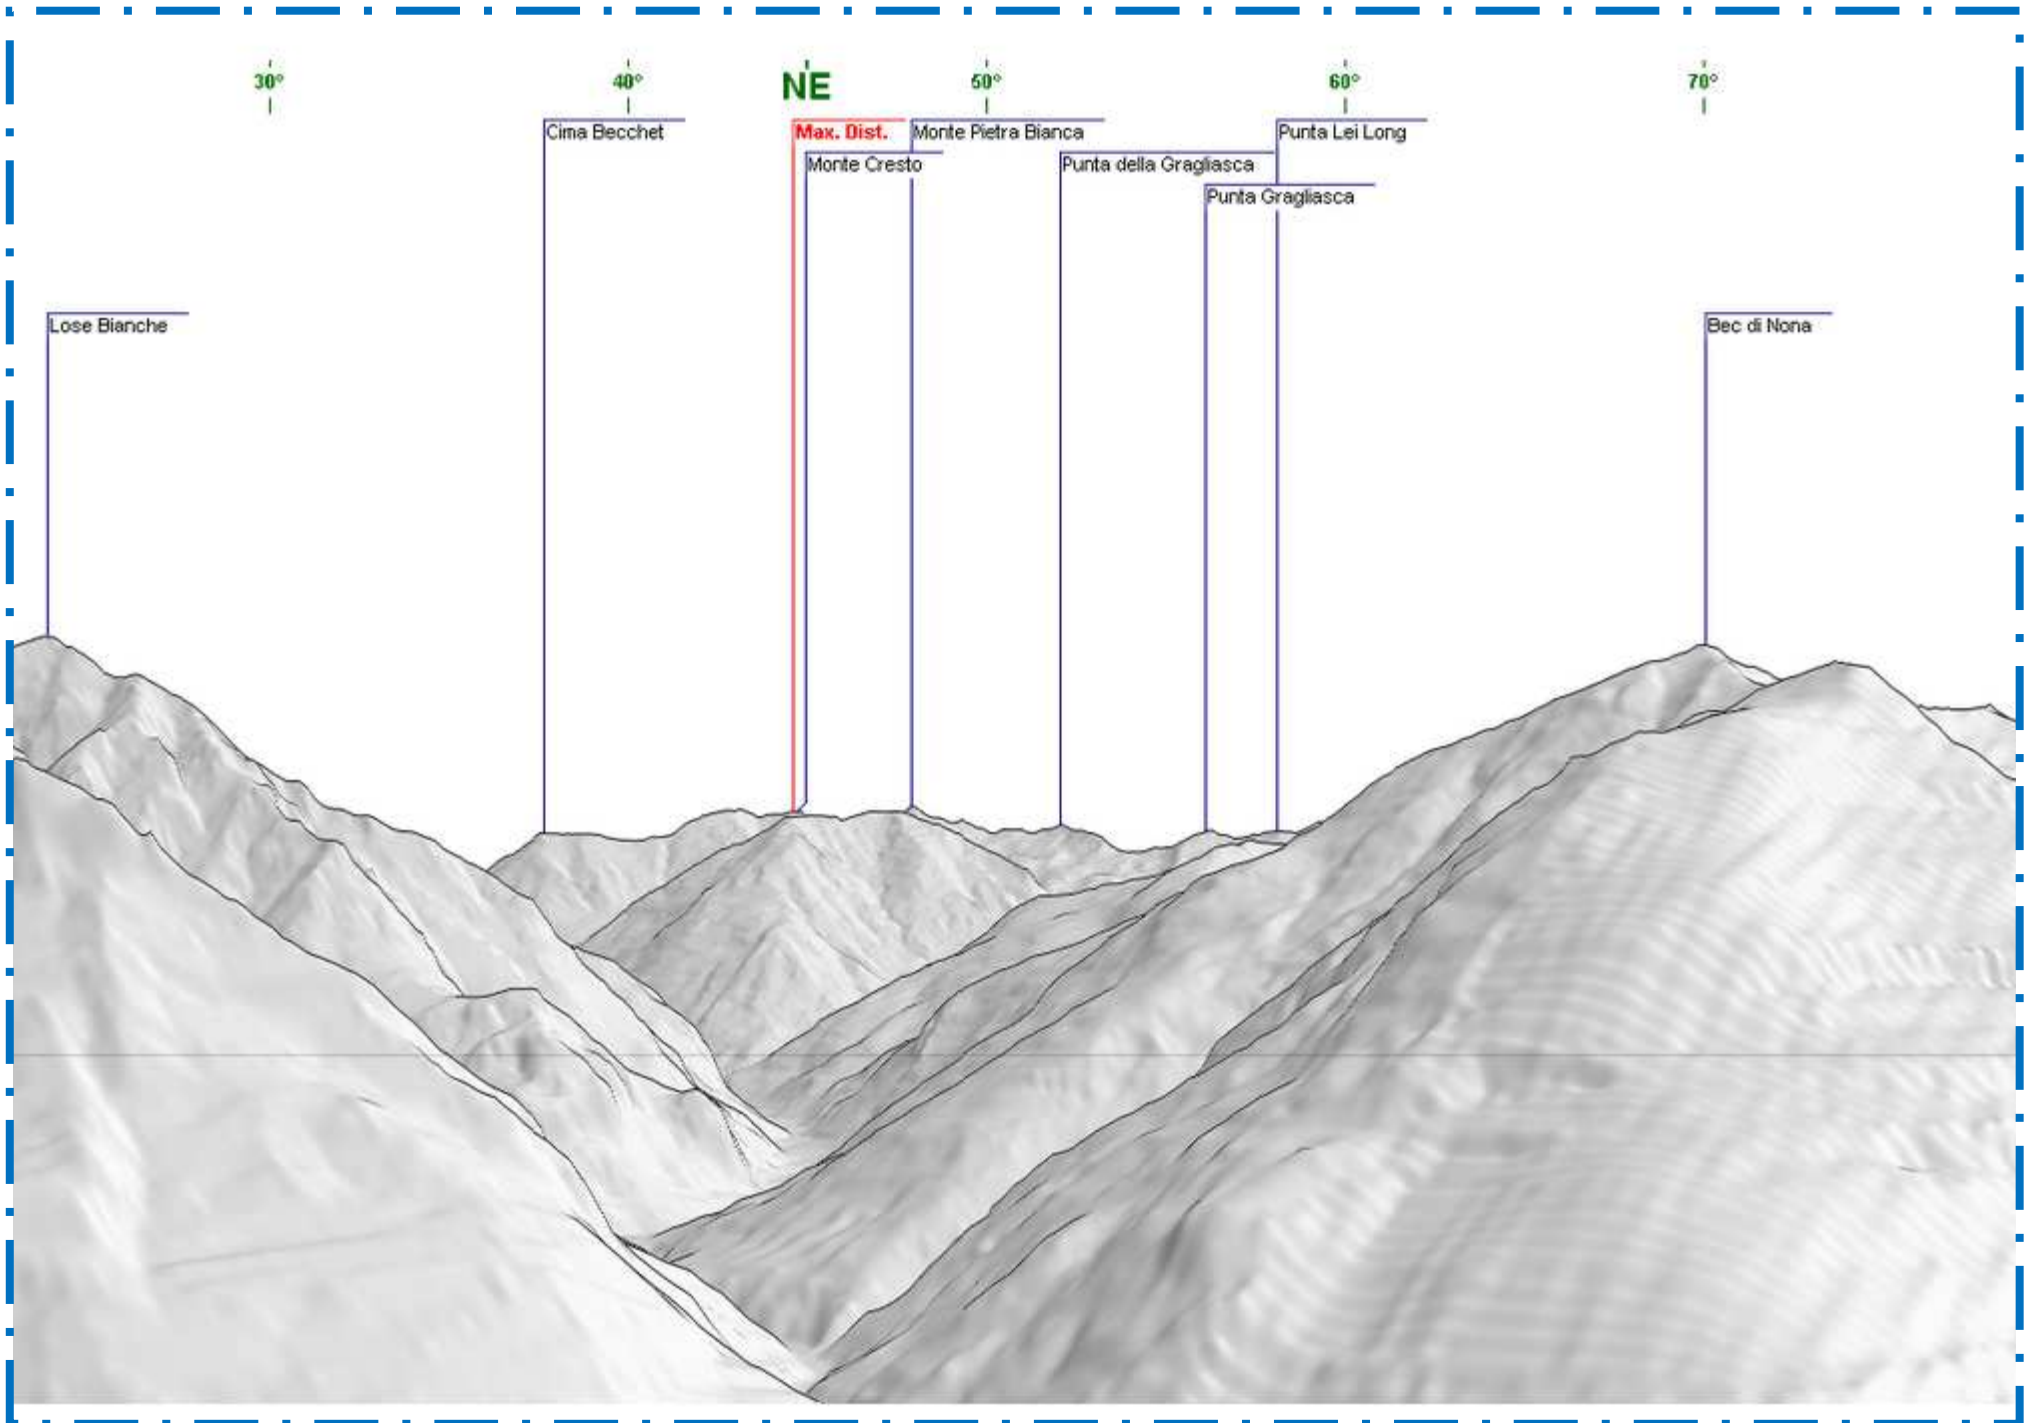 30°
40°
NE
50°
60°
70°
Cima Becchet
Max. Dist.
Monte Pietra Bianca
Punta Lei Long
Monte Cresto
Punta della Gragliasca
Punta Gragliasca
Lose Bianche
Bec di Nona